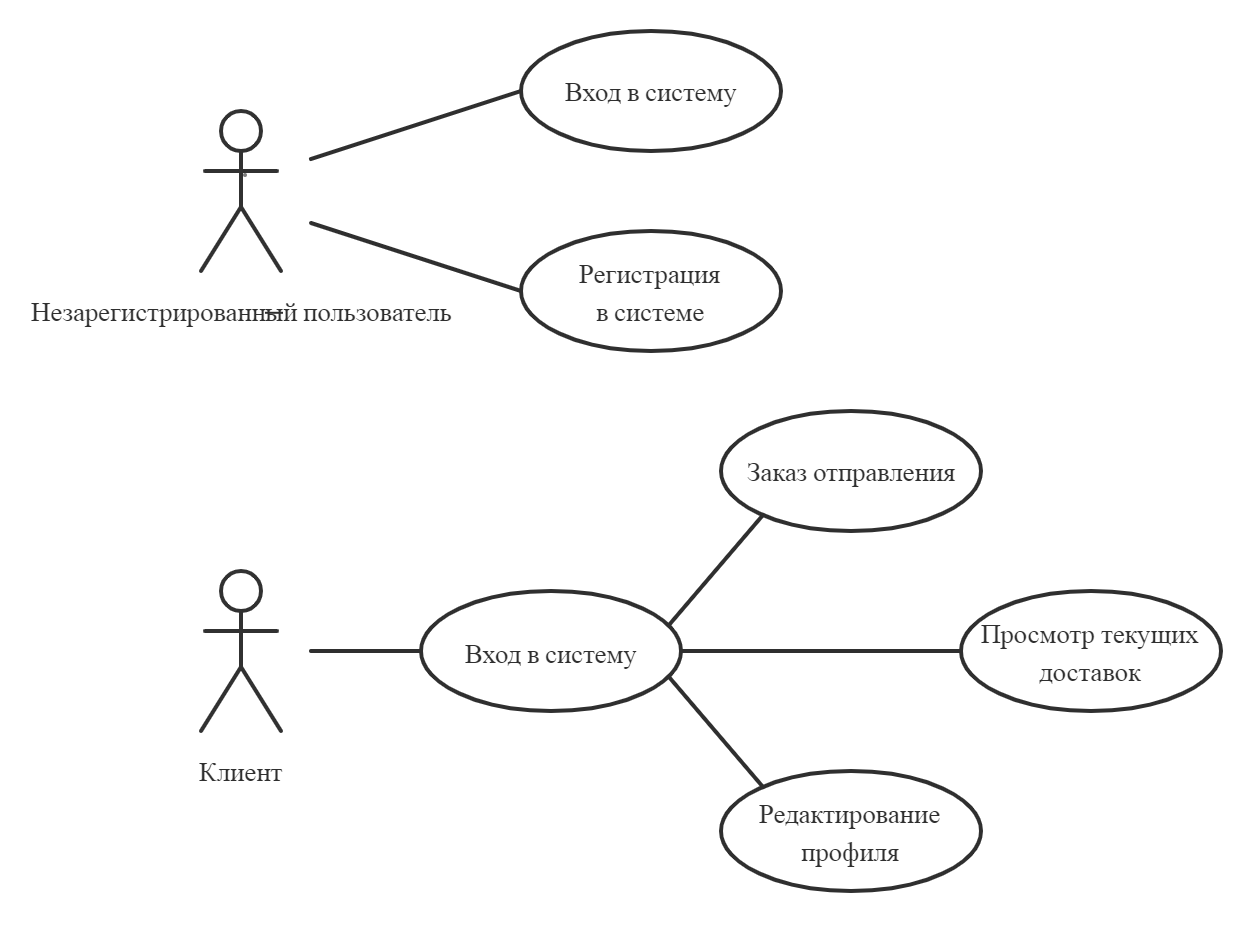 Вход в систему
Регистрация
в системе
Незарегистрированный пользователь
Заказ отправления
Вход в систему
Просмотр текущих
доставок
Клиент
Редактирование
профиля